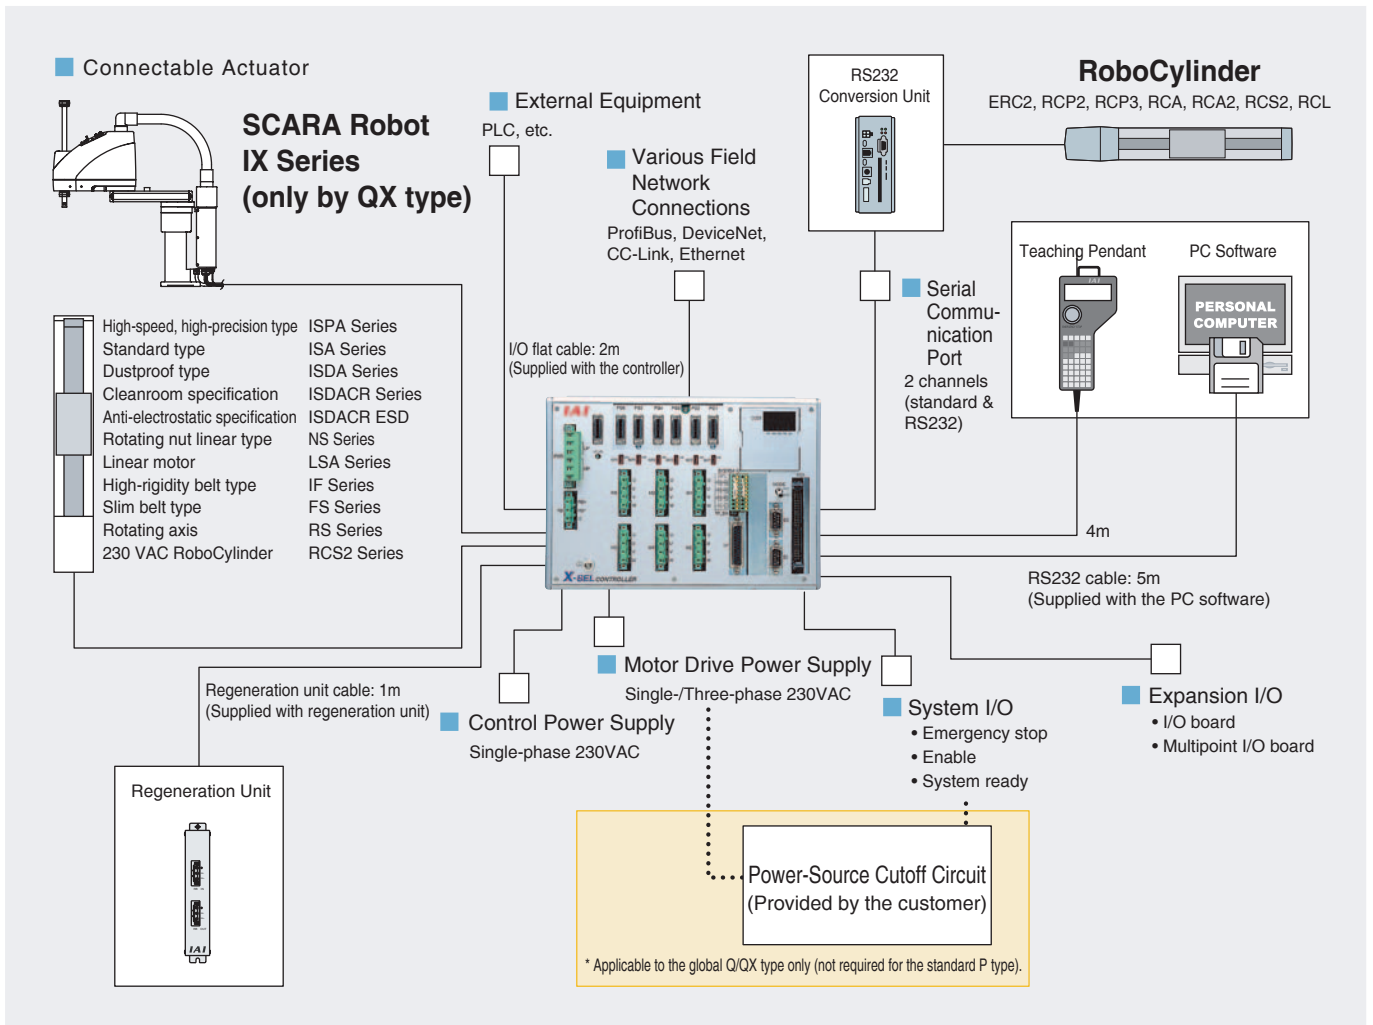 Connectable Actuator
SCARA Robot
IX Series
(only by QX type)
External Equipment
PLC, etc.
Various Field
Network
Connections
ProfiBus, DeviceNet,
CC-Link, Ethernet
RS232
Conversion Unit
RoboCylinder
ERC2, RCP2, RCP3, RCA, RCA2, RCS2, RCL
Teaching Pendant
PC Software
IAI
PERSONAL
COMPUTER
Serial
Commu-
nication
Port
2 channels
(standard &
RS232)
High-speed, high-precision type ISPA Series
Standard type ISA Series
Dustproof type ISDA Series
Cleanroom specification ISDACR Series
Anti-electrostatic specification ISDACR ESD
Rotating nut linear type NS Series
Linear motor LSA Series
High-rigidity belt type IF Series
Slim belt type FS Series
Rotating axis RS Series
230 VAC RoboCylinder RCS2 Series
I/O flat cable: 2m
(Supplied with the controller)
IAI
X-SEL CONTROLLER
4m
RS232 cable: 5m
(Supplied with the PC software)
Regeneration unit cable: 1m
(Supplied with regeneration unit)
Control Power Supply
Single-phase 230VAC
Motor Drive Power Supply
Single-/Three-phase 230VAC
System I/O
• Emergency stop
• Enable
• System ready
Expansion I/O
• I/O board
• Multipoint I/O board
Regeneration Unit
IAI
Power-Source Cutoff Circuit
(Provided by the customer)
* Applicable to the global Q/QX type only (not required for the standard P type).